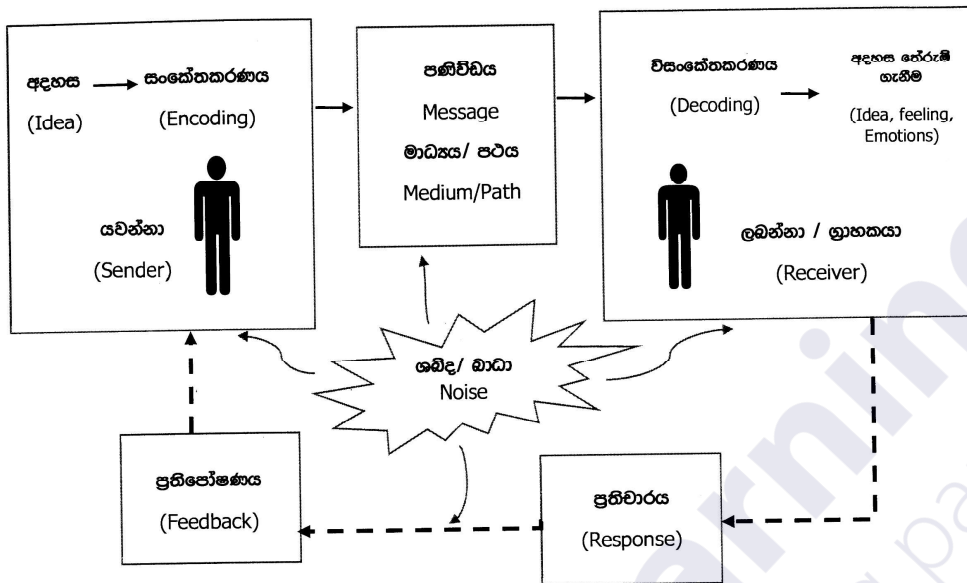 අදහස
(Idea)
සංකේතකරණය
(Encoding)
යවන්නා
(Sender)
පණිවිඩය
Message
මාධ්‍යය/ පථය
Medium/Path
විසංකේතකරණය
(Decoding)
අදහස තේරුම්
ගැනීම
(Idea, feeling,
Emotions)
ලබන්නා / ග්‍රාහකයා
(Receiver)
ශබ්ද/ බාධා
Noise
ප්‍රතිපෝෂණය
(Feedback)
ප්‍රතිචාරය
(Response)